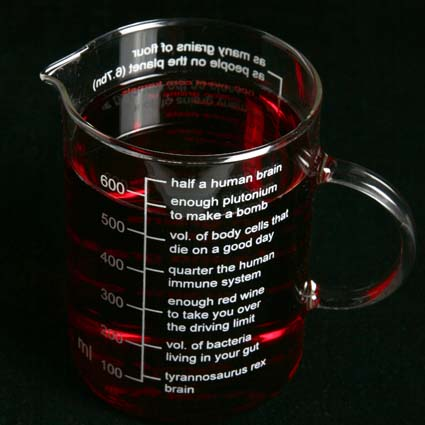 as many grains of flour
as people on the planet (6.7bn)
600
half a human brain
enough plutonium
to make a bomb
500
vol. of body cells that
die on a good day
400
quarter the human
immune system
300
enough red wine
to take you over
the driving limit
200
vol. of bacteria
living in your gut
ml
100
tyrannosaurus rex
brain